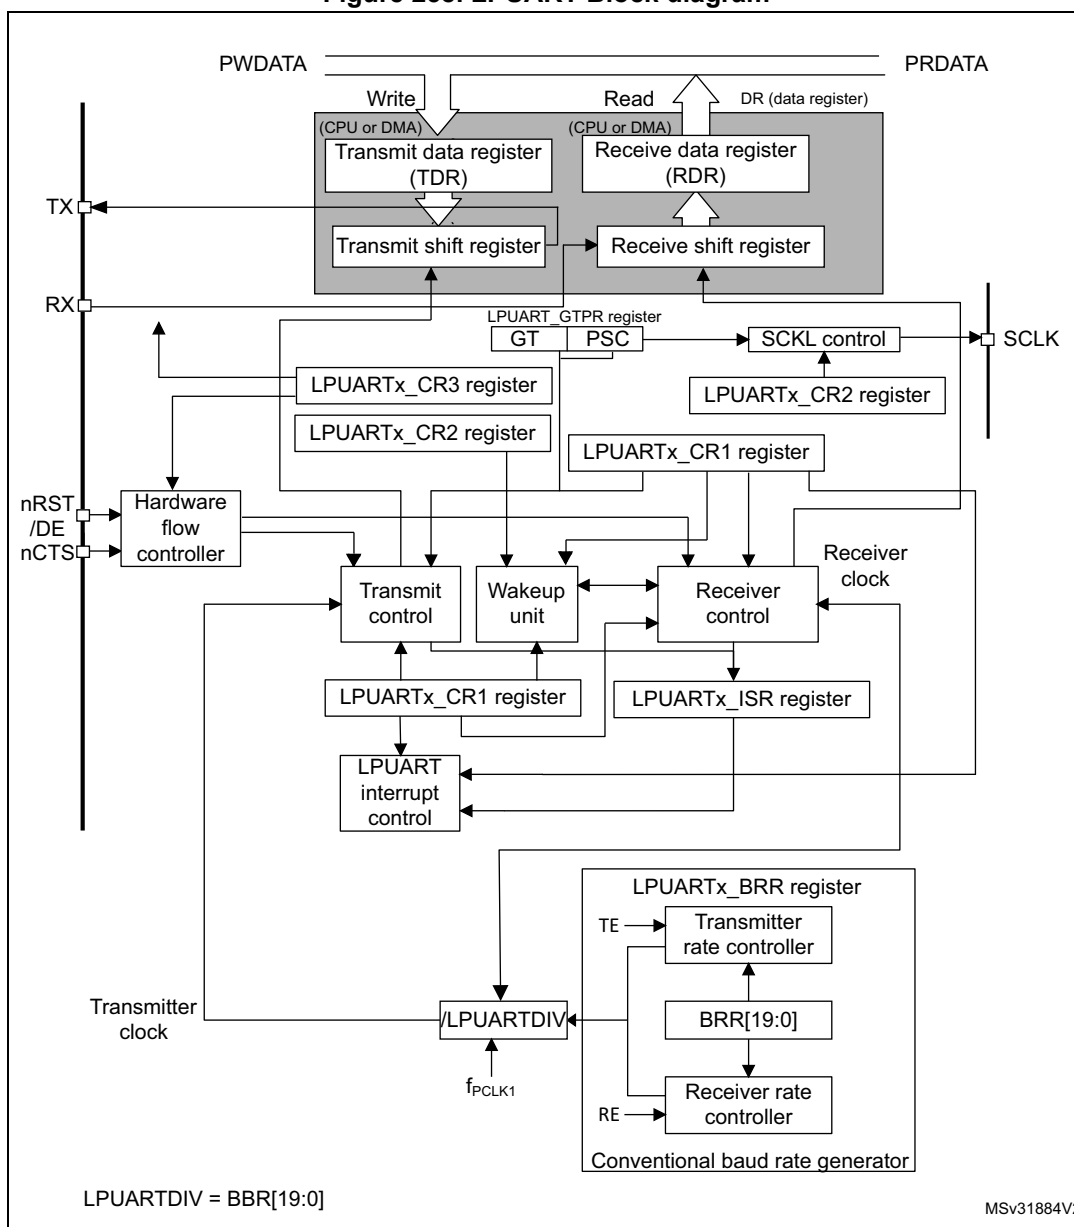 PWDATA
PRDATA
Write
Read
DR (data register)
(CPU or DMA)
(CPU or DMA)
Transmit data register
(TDR)
Receive data register
(RDR)
TX
Transmit shift register
Receive shift register
RX
LPUART_GTPR register
GT
PSC
SCKL control
SCLK
LPUARTx_CR3 register
LPUARTx_CR2 register
LPUARTx_CR2 register
LPUARTx_CR1 register
nRST
/DE
nCTS
Hardware
flow
controller
Receiver
clock
Transmit
control
Wakeup
unit
Receiver
control
LPUARTx_CR1 register
LPUARTx_ISR register
LPUART
interrupt
control
LPUARTx_BRR register
TE
Transmitter
rate controller
Transmitter
clock
/LPUARTDIV
BRR[19:0]
fPCLK1
RE
Receiver rate
controller
Conventional baud rate generator
LPUARTDIV = BBR[19:0]